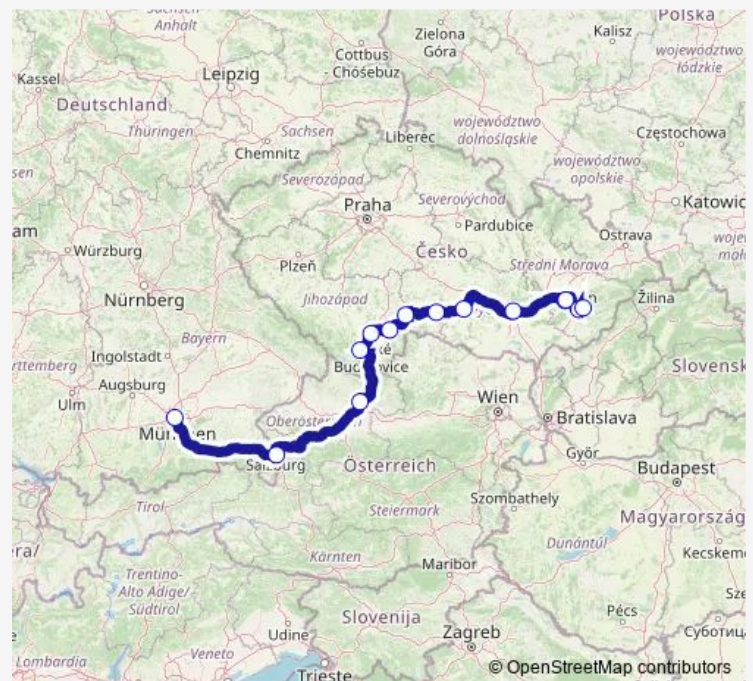 Sachsen-
Anhalt
Polska
Zielona
Góra
Kalisz
Cottbus
- Chóśebuz
województwo
łódzkie
Kassel
Leipzig
Deutschland
województwo
dolnośląskie
Thüringen
Sachsen
Liberec
Częstochowa
Chemnitz
województwo
opolskie
Severozápad
Severovýchod
Katowic
Praha
Pardubice
Ostrava
Würzburg
Česko
Plzeň
Střední Morava
Nürnberg
Jihozápad
Žilina
Bayern
Ingolstadt
Slovensk
Augsburg
Ulm
Wien
Bratislava
Salzburg
Österreich
Győr
Budapest
Szombathely
Tirol
Steiermark
Magyarország
Kärnten
Dunántúl
Kecskem
Maribor
Trentino-
Alto Adige/
Südtirol
Slovenija
Pécs
Udine
Zagreb
Суботиц
Lombardia
Veneto
Trieste
© OpenStreetMap contributors